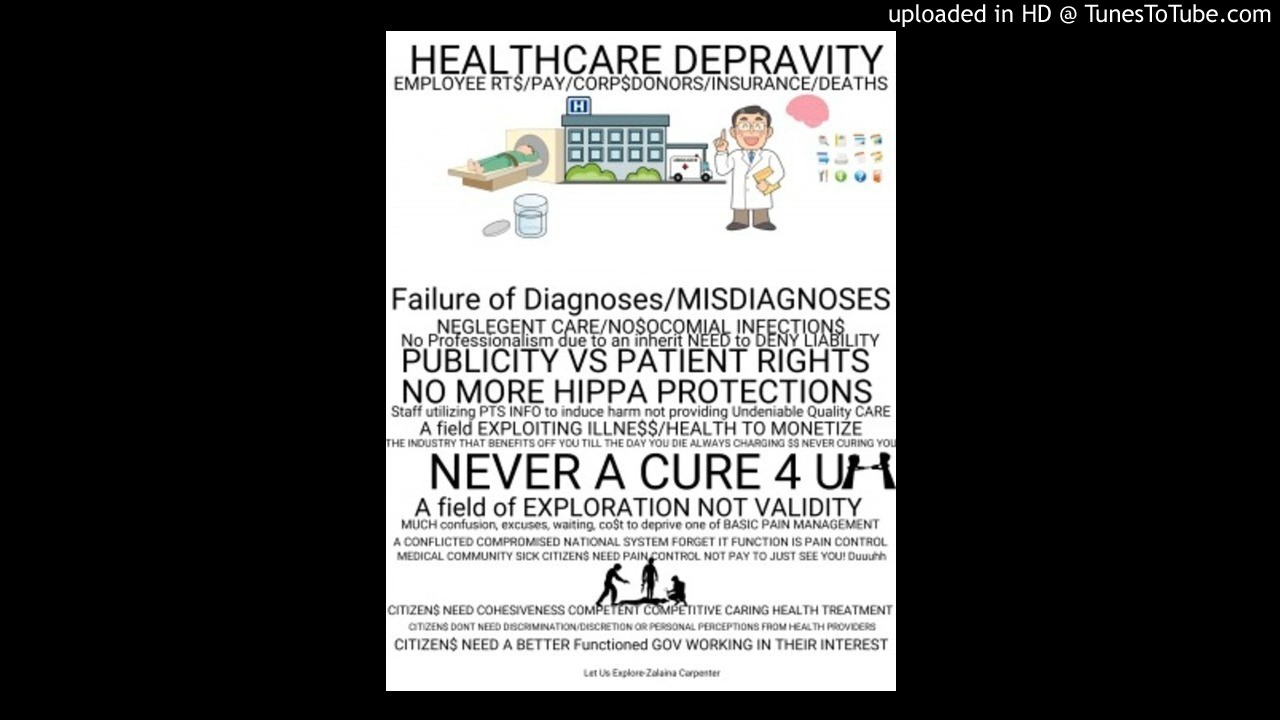 uploaded in HD @ TunesToTube.com
HEALTHCARE DEPRAVITY
EMPLOYEE RT$/PAY/CORP$DONORS/INSURANCE/DEATHS
H
Failure of Diagnoses/MISDIAGNOSES
NEGLEGENT CARE/NO$OCOMIAL INFECTION$
No Professionalism due to an inherit NEED to DENY LIABILITY
PUBLICITY VS PATIENT RIGHTS
NO MORE HIPPA PROTECTIONS
Staff utilizing PTS INFO to induce harm not providing Undeniable Quality CARE
A field EXPLOITING ILLNE$$/HEALTH TO MONETIZE
THE INDUSTRY THAT BENEFITS OFF YOU TILL THE DAY YOU DIE ALWAYS CHARGING $$ NEVER CURING YOU
NEVER A CURE 4 U
A field of EXPLORATION NOT VALIDITY
MUCH confusion, excuses, waiting, co$t to deprive one of BASIC PAIN MANAGEMENT
A CONFLICTED COMPROMISED NATIONAL SYSTEM FORGET IT FUNCTION IS PAIN CONTROL
MEDICAL COMMUNITY SICK CITIZEN$ NEED PAIN CONTROL NOT PAY TO JUST SEE YOU! Duuuhh
CITIZEN$ NEED COHESIVENESS COMPETENT COMPETITIVE CARING HEALTH TREATMENT
CITIZEN$ DONT NEED DISCRIMINATION/DISCRETION OR PERSONAL PERCEPTIONS FROM HEALTH PROVIDERS
CITIZEN$ NEED A BETTER Functioned GOV WORKING IN THEIR INTEREST
Let Us Explore-Zalaina Carpenter